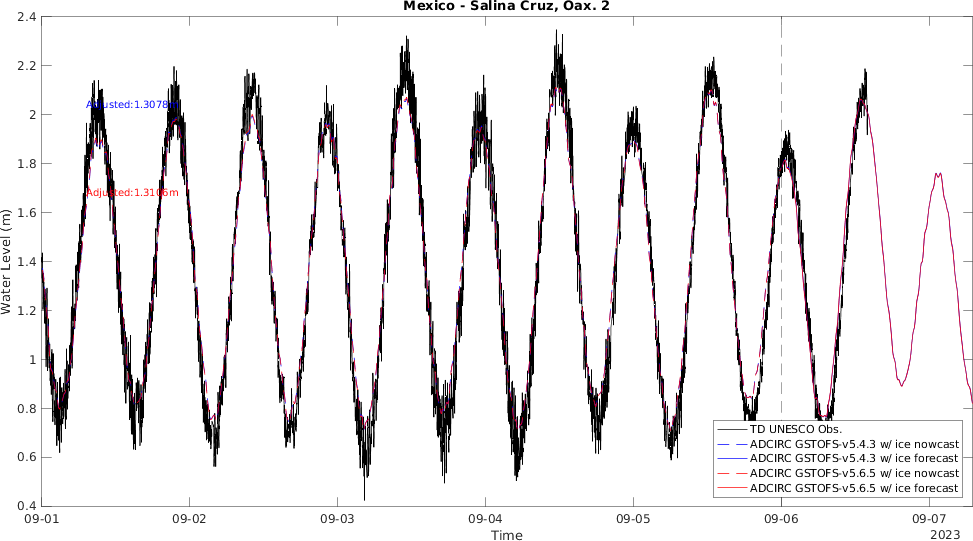 Mexico - Salina Cruz, Oax. 2
2.4
2.2
2
1.8
1.6
1.4
1.2
1
0.8
0.6
0.4
Water Level (m)
Adjusted:1.3078m
Adjusted:1.3106m
TD UNESCO Obs.
ADCIRC GSTOFS-v5.4.3 w/ ice nowcast
ADCIRC GSTOFS-v5.4.3 w/ ice forecast
ADCIRC GSTOFS-v5.6.5 w/ ice nowcast
ADCIRC GSTOFS-v5.6.5 w/ ice forecast
09-01 09-02 09-03 09-04 09-05 09-06 09-07
Time
2023